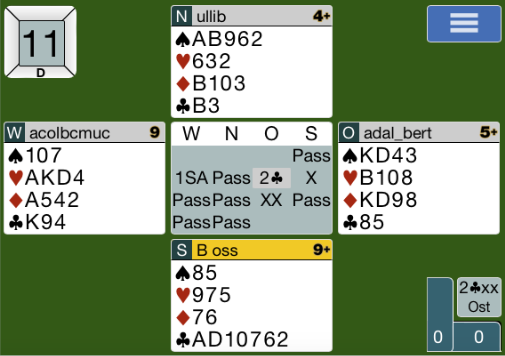 11
D
N ullib 4+
♠AB962
♥632
♦B103
♣B3
W acolbcmuc 9
♠107
♥AKD4
♦A542
♣K94
W N O S
Pass
1SA Pass 2♣ X
Pass Pass XX Pass
Pass Pass
O adal_bert 5+
♠KD43
♥B108
♦KD98
♣85
S B oss 9+
♠85
♥975
♦76
♣AD10762
2♣xx
Ost
0 0